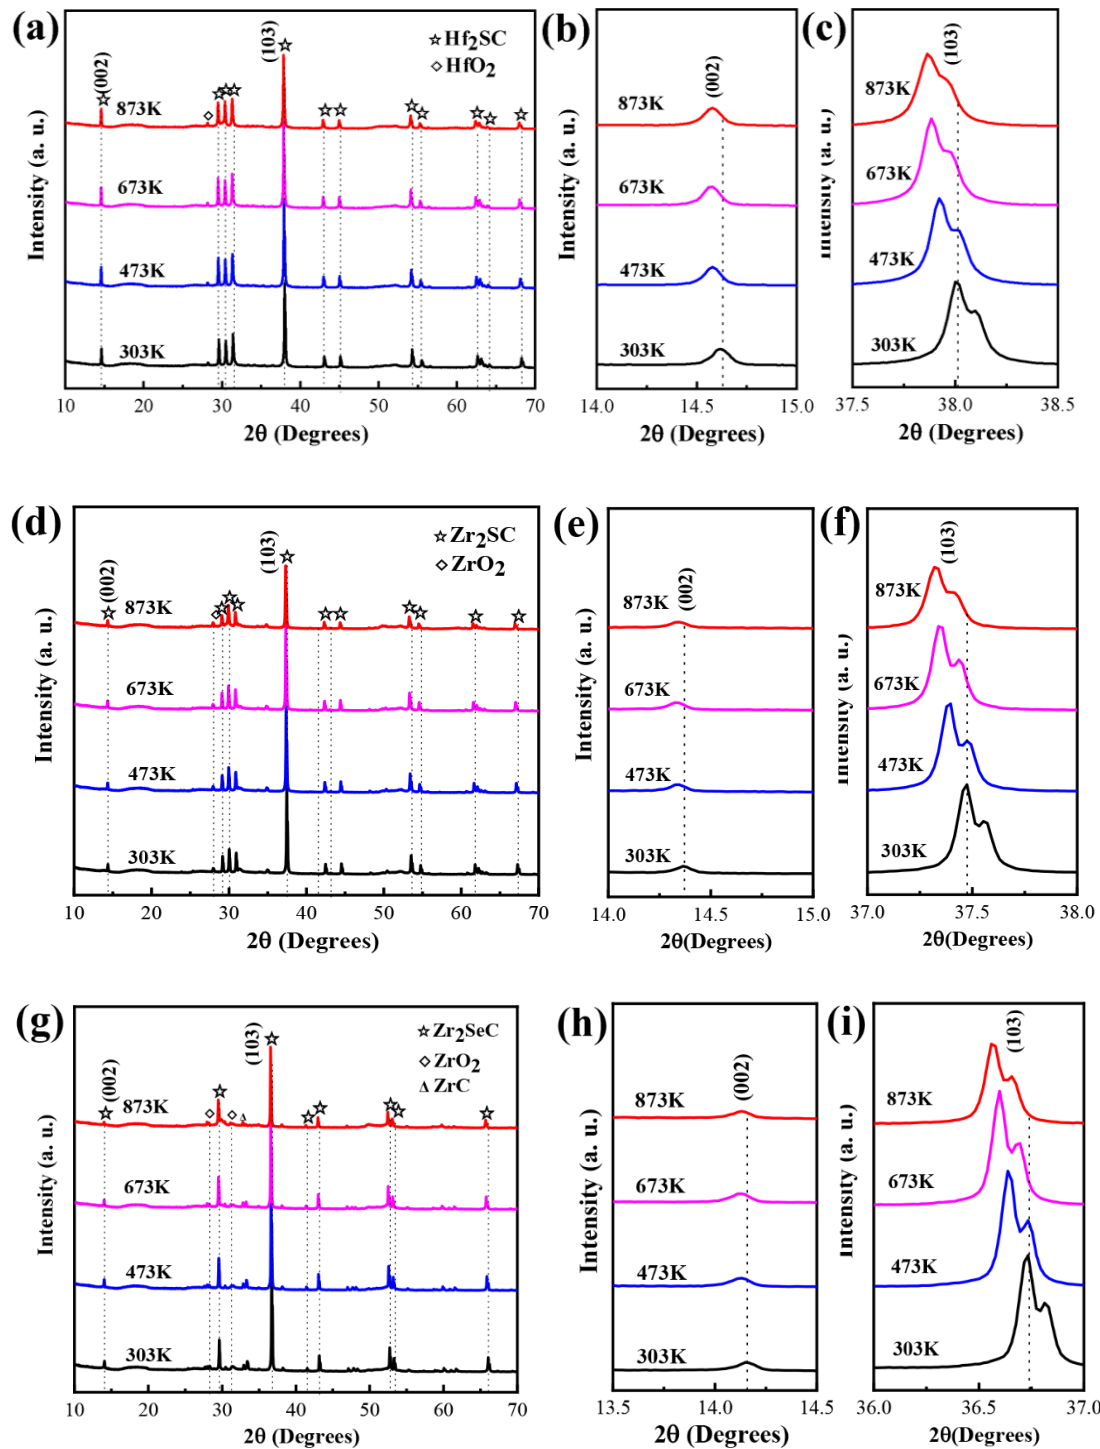 (a)
(103)
☆Hf₂SC
◇HfO₂
(002)
873K
673K
473K
303K
Intensity (a. u.)
10 20 30 40 50 60 70
2θ (Degrees)
(b)
(002)
873K
673K
473K
303K
Intensity (a. u.)
14.0 14.5 15.0
2θ (Degrees)
(c)
(103)
873K
673K
473K
303K
Intensity (a. u.)
37.5 38.0 38.5
2θ (Degrees)
(d)
(103)
☆Zr₂SC
◇ZrO₂
(002)
873K
673K
473K
303K
Intensity (a. u.)
10 20 30 40 50 60 70
2θ (Degrees)
(e)
(002)
873K
673K
473K
303K
Intensity (a. u.)
14.0 14.5 15.0
2θ(Degrees)
(f)
(103)
873K
673K
473K
303K
Intensity (a. u.)
37.0 37.5 38.0
2θ(Degrees)
(g)
(103)
☆Zr₂SeC
◇ZrO₂
Δ ZrC
(002)
873K
673K
473K
303K
Intensity (a. u.)
10 20 30 40 50 60 70
2θ (Degrees)
(h)
(002)
873K
673K
473K
303K
Intensity (a. u.)
13.5 14.0 14.5
2θ (Degrees)
(i)
(103)
873K
673K
473K
303K
Intensity (a. u.)
36.0 36.5 37.0
2θ(Degrees)